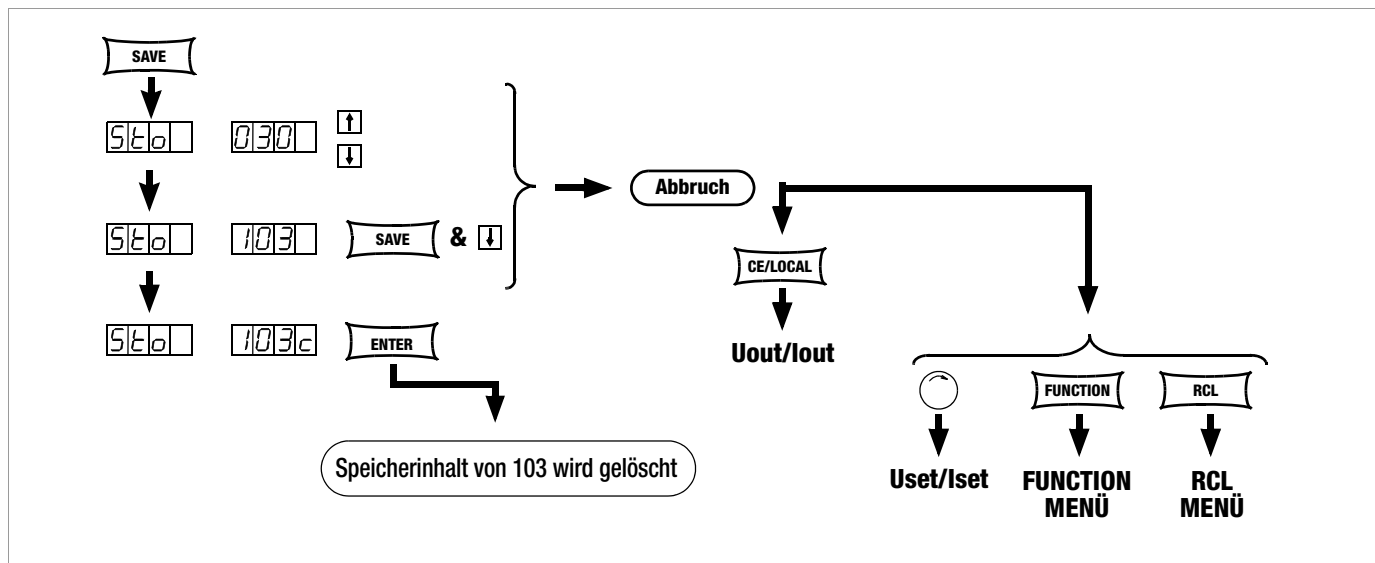 SAVE
Sto 030
Abbruch
Sto 103 SAVE &
CE/LOCAL
Sto 103c ENTER
Uout/Iout
FUNCTION RCL
Speicherinhalt von 103 wird gelöscht
Uset/Iset FUNCTION MENÜ RCL MENÜ